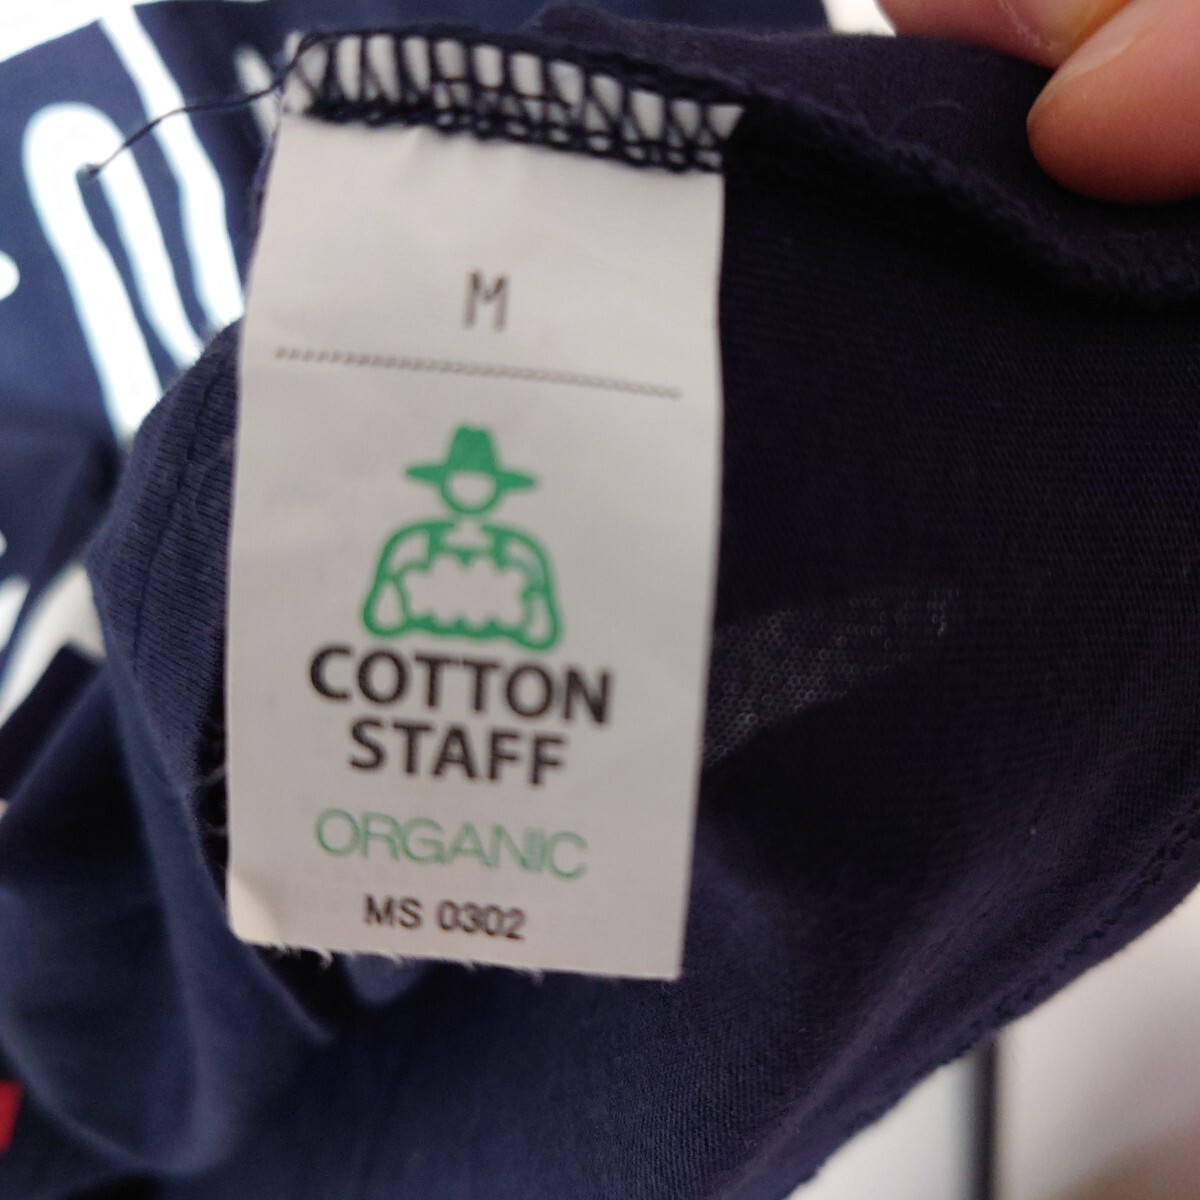 M
COTTON
STAFF
ORGANIC
MS 0302